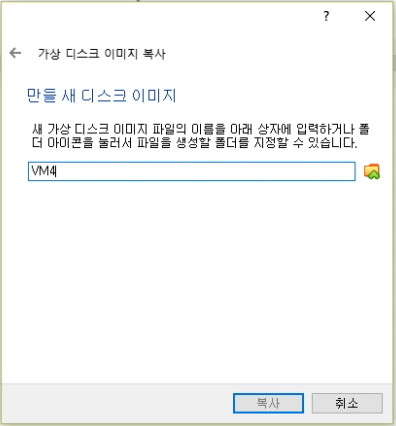 ?
가상 디스크 이미지 복사
만들 새 디스크 이미지
새 가상 디스크 이미지 파일의 이름을 아래 상자에 입력하거나 폴
더 아이콘을 눌러서 파일을 생성할 폴더를 지정할 수 있습니다.
VM4
복사 취소